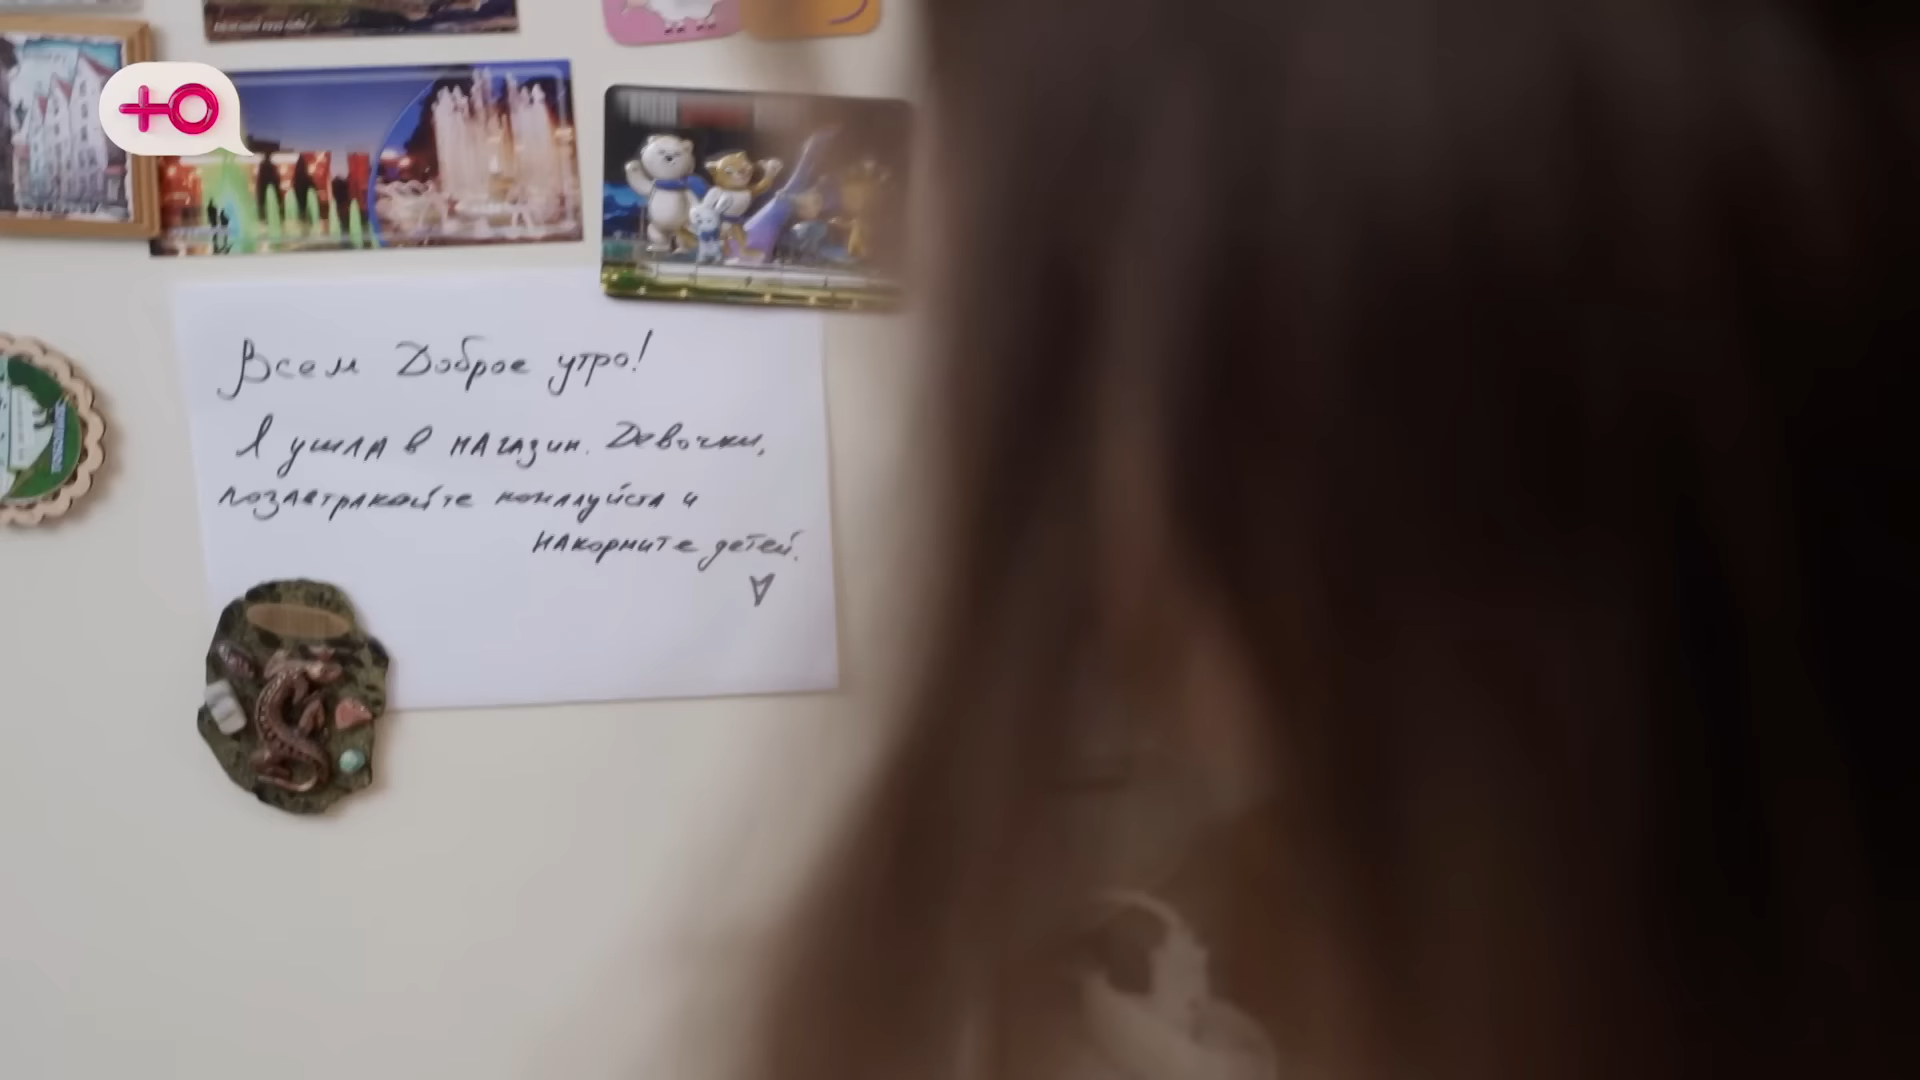 Ю
Всем Доброе утро!
Я ушла в магазин. Девочки,
позавтракайте пожалуйста и
накормите детей.